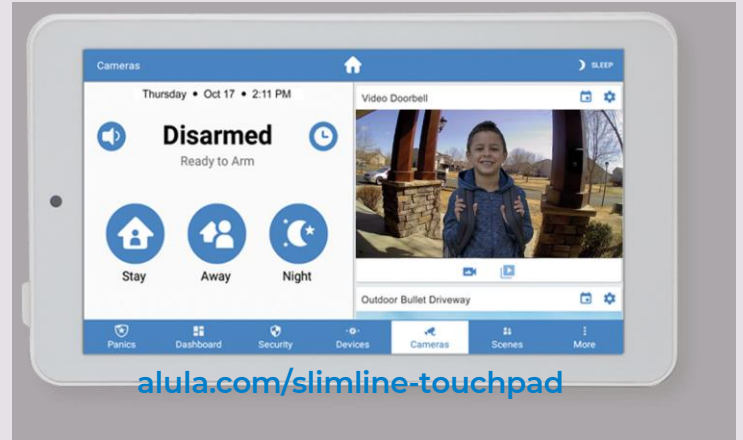 Cameras
SLEEP
Thursday • Oct 17 • 2:11 PM
Disarmed
Ready to Arm
Stay
Away
Night
Video Doorbell
Outdoor Bullet Driveway
Panics
Dashboard
Security
Devices
Cameras
Scenes
More
alula.com/slimline-touchpad